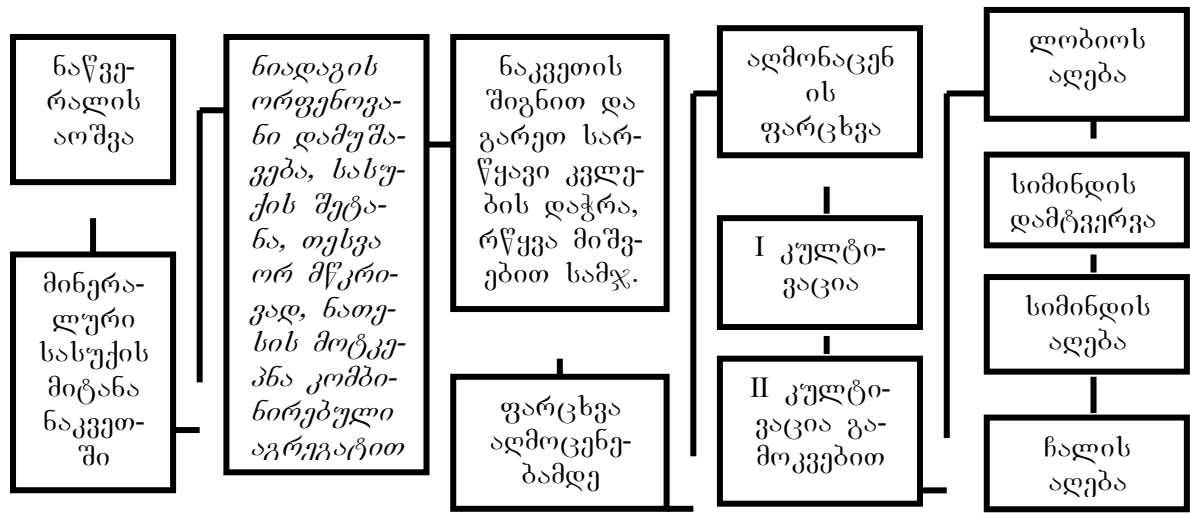 ნაწვე-
რალის
აოშვა
მინერა-
ლური
სასუქის
მიტანა
ნაკვეთ-
ში
ნიადაგის
ორფენოვა-
ნი დამუშა-
ვება, სასუ-
ქის შეტა-
ნა, თესვა
ორ მწკრი-
ვად, ნათე-
სის მოტკე-
პნა კომბი-
ნირებული
აგრეგატით
ნაკვეთის
შიგნით და
გარეთ სარ-
წყავი კვლე-
ბის დაჭრა,
რწყვა მიშვ-
ებით სამჯ.
ფარცხვა
აღმოცენე-
ბამდე
აღმონაცენ
ის
ფარცხვა
I კულტი-
ვაცია
II კულტი-
ვაცია გა-
მოკვებით
ლობიოს
აღება
სიმინდის
დამტვერვა
სიმინდის
აღება
ჩალის
აღება